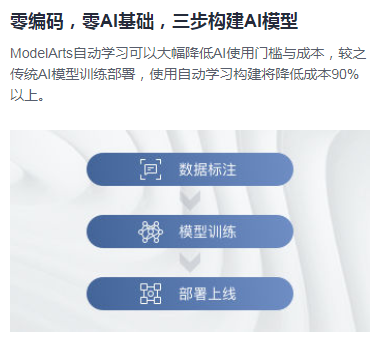 零编码，零AI基础，三步构建AI模型
ModelArts自动学习可以大幅降低AI使用门槛与成本，较之
传统AI模型训练部署，使用自动学习构建将降低成本90%
以上。
数据标注
模型训练
部署上线